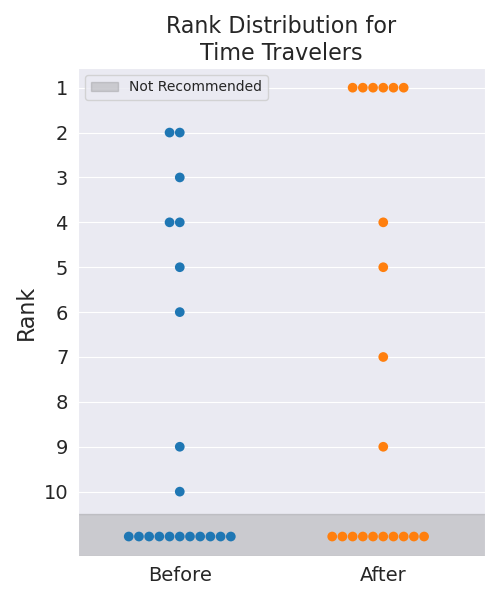 Rank Distribution for
Time Travelers
Not Recommended
Rank
1
2
3
4
5
6
7
8
9
10
Before
After